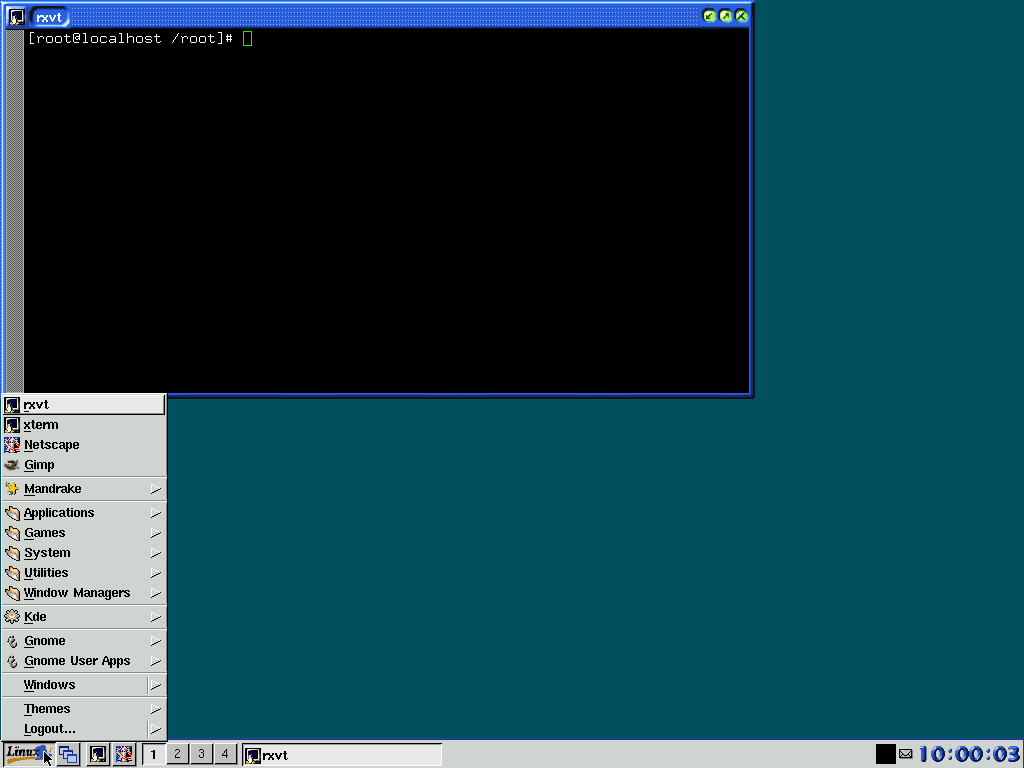 rxvt
[root@localhost /root]#
rxvt
xterm
Netscape
Gimp
Mandrake
Applications
Games
System
Utilities
Window Managers
Kde
Gnome
Gnome User Apps
Windows
Themes
Logout...
Linux 1 2 3 4 rxvt 10:00:03